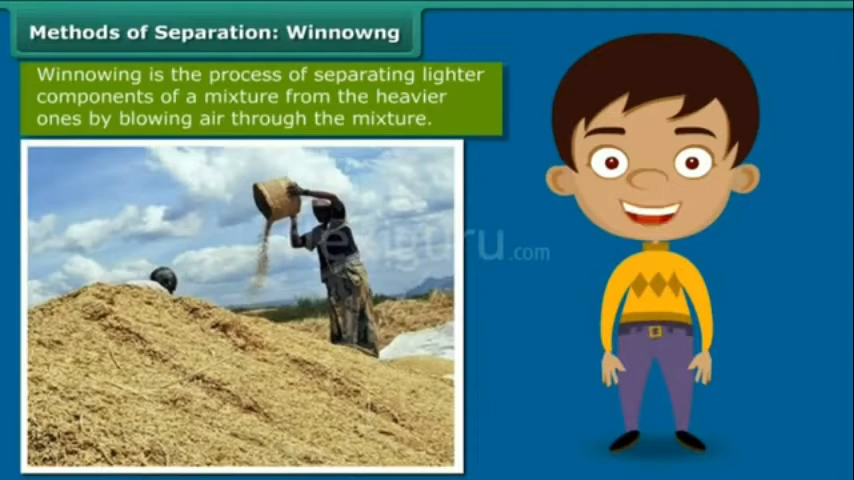 Methods of Separation: Winnowng
Winnowing is the process of separating lighter
components of a mixture from the heavier
ones by blowing air through the mixture.